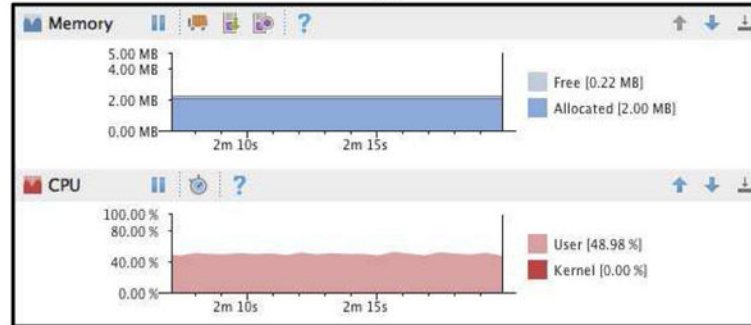 Memory
5.00 MB
4.00 MB
2.00 MB
0.00 MB
2m 10s
2m 15s
Free [0.22 MB]
Allocated [2.00 MB]
CPU
100.00 %
80.00 %
40.00 %
0.00 %
2m 10s
2m 15s
User [48.98 %]
Kernel [0.00 %]